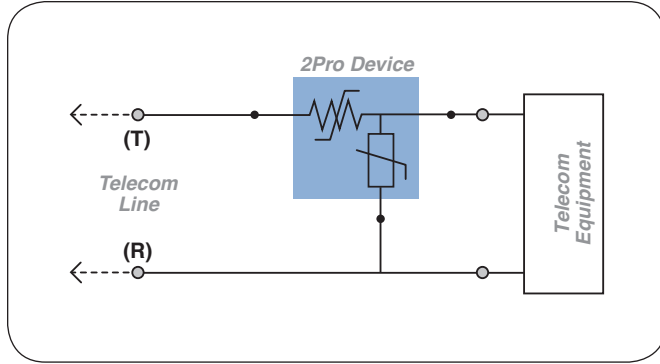 2Pro Device
(T)
Telecom
Line
(R)
Telecom
Equipment